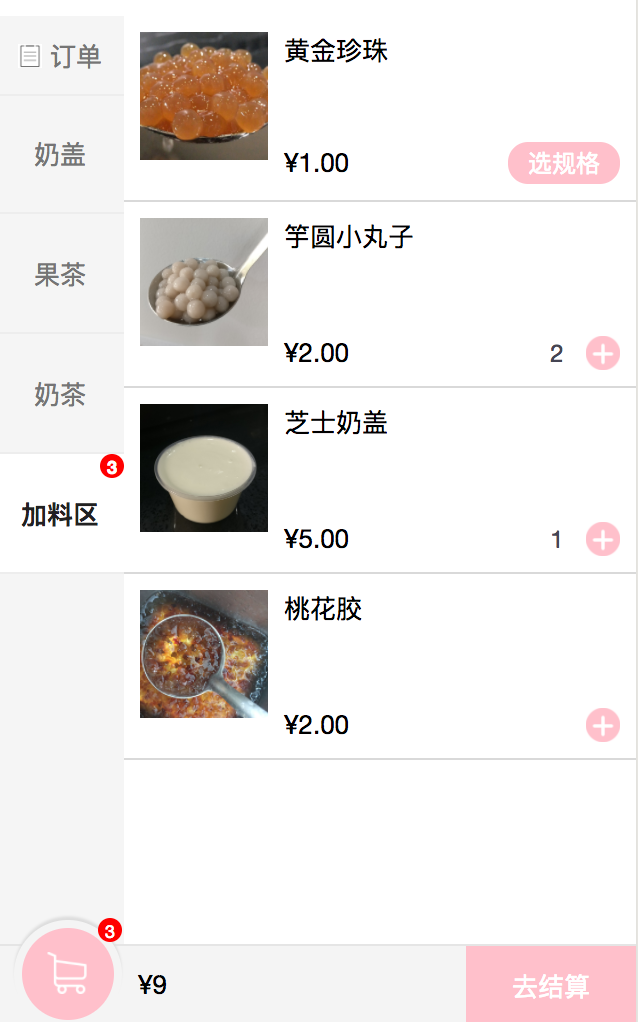 订单
奶盖
果茶
奶茶
加料区
3
黄金珍珠
¥1.00
选规格
竽圆小丸子
¥2.00
2
芝士奶盖
¥5.00
1
桃花胶
¥2.00
3
¥9
去结算